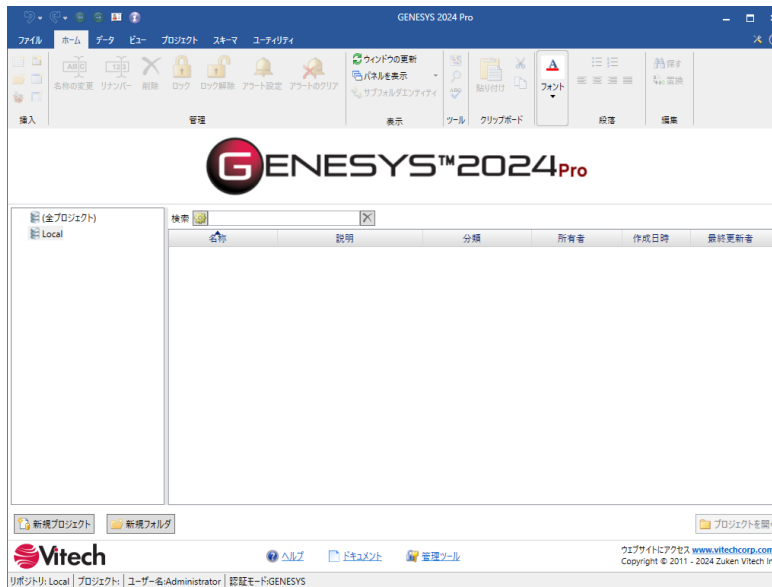 GENESYS 2024 Pro
ファイル ホーム データ ビュー プロジェクト スキーマ ユーティリティ
名称の変更 リナンバー 削除 ロック ロック解除 アラート設定 アラートのクリア
ウィンドウの更新
パネルを表示
サブフォルダエンティティ
貼り付け
フォント
探す
置換
挿入 管理 表示 ツール クリップボード 段落 編集
GENESYS™2024Pro
(全プロジェクト)
Local
検索
名称 説明 分類 所有者 作成日時 最終更新者
新規プロジェクト 新規フォルダ プロジェクトを開く
Vitech
ヘルプ ドキュメント 管理ツール
ウェブサイトにアクセス www.vitechcorp.com
Copyright © 2011 - 2024 Zuken Vitech In
リポジトリ: Local プロジェクト: ユーザー名:Administrator 認証モード:GENESYS